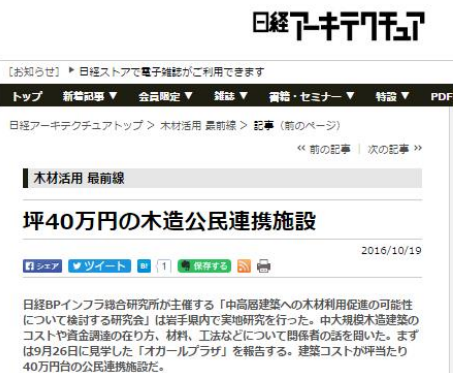 日経アーキテクチュア
[お知らせ] ▶ 日経ストアで電子雑誌がご利用できます
トップ 新着記事 ▼ 会員限定 ▼ 雑誌 ▼ 書籍・セミナー ▼ 特設 ▼ PDF
日経アーキテクチュアトップ > 木材活用 最前線 > 記事（前のページ）
<< 前の記事 | 次の記事 >>
木材活用 最前線
坪40万円の木造公民連携施設
2016/10/19
シェア ツイート B! 1 保存する
日経BPインフラ総合研究所が主催する「中高層建築への木材利用促進の可能性
について検討する研究会」は岩手県内で実地研究を行った。中大規模木造建築の
コストや資金調達の在り方、材料、工法などについて関係者の話を聞いた。まず
は9月26日に見学した「オガールプラザ」を報告する。建築コストが坪当たり
40万円台の公民連携施設だ。